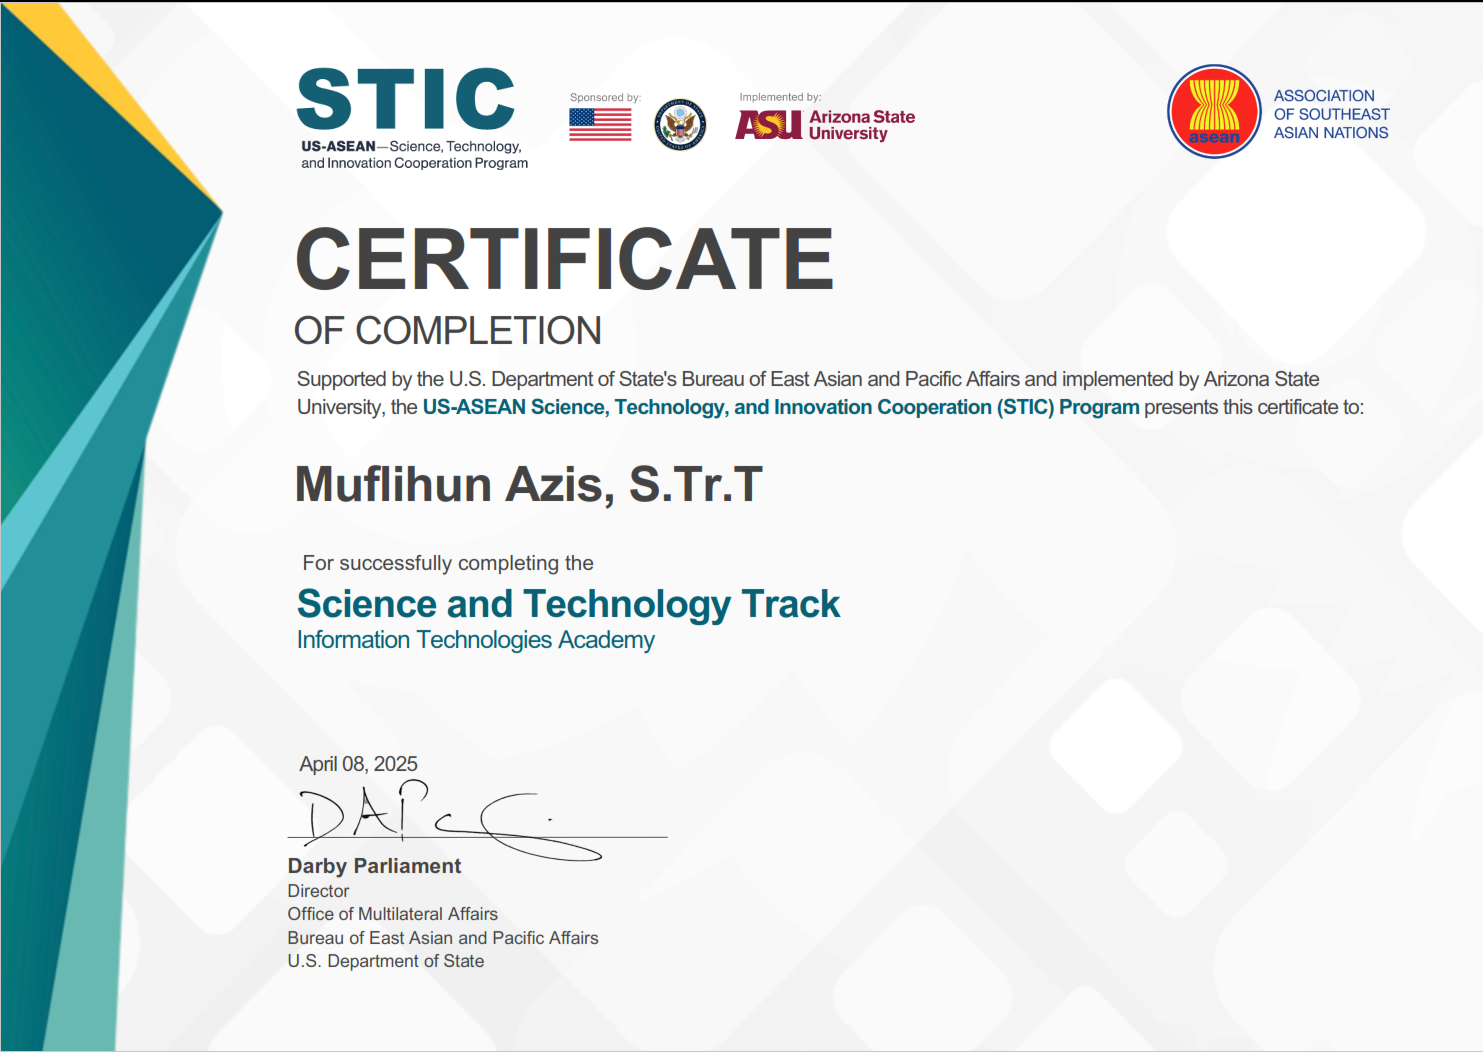 STIC
US-ASEAN—Science, Technology,
and Innovation Cooperation Program
Sponsored by:
Implemented by:
ASU Arizona State
University
asean
ASSOCIATION
OF SOUTHEAST
ASIAN NATIONS
CERTIFICATE
OF COMPLETION
Supported by the U.S. Department of State's Bureau of East Asian and Pacific Affairs and implemented by Arizona State
University, the US-ASEAN Science, Technology, and Innovation Cooperation (STIC) Program presents this certificate to:
Muflihun Azis, S.Tr.T
For successfully completing the
Science and Technology Track
Information Technologies Academy
April 08, 2025
Darby Parliament
Director
Office of Multilateral Affairs
Bureau of East Asian and Pacific Affairs
U.S. Department of State